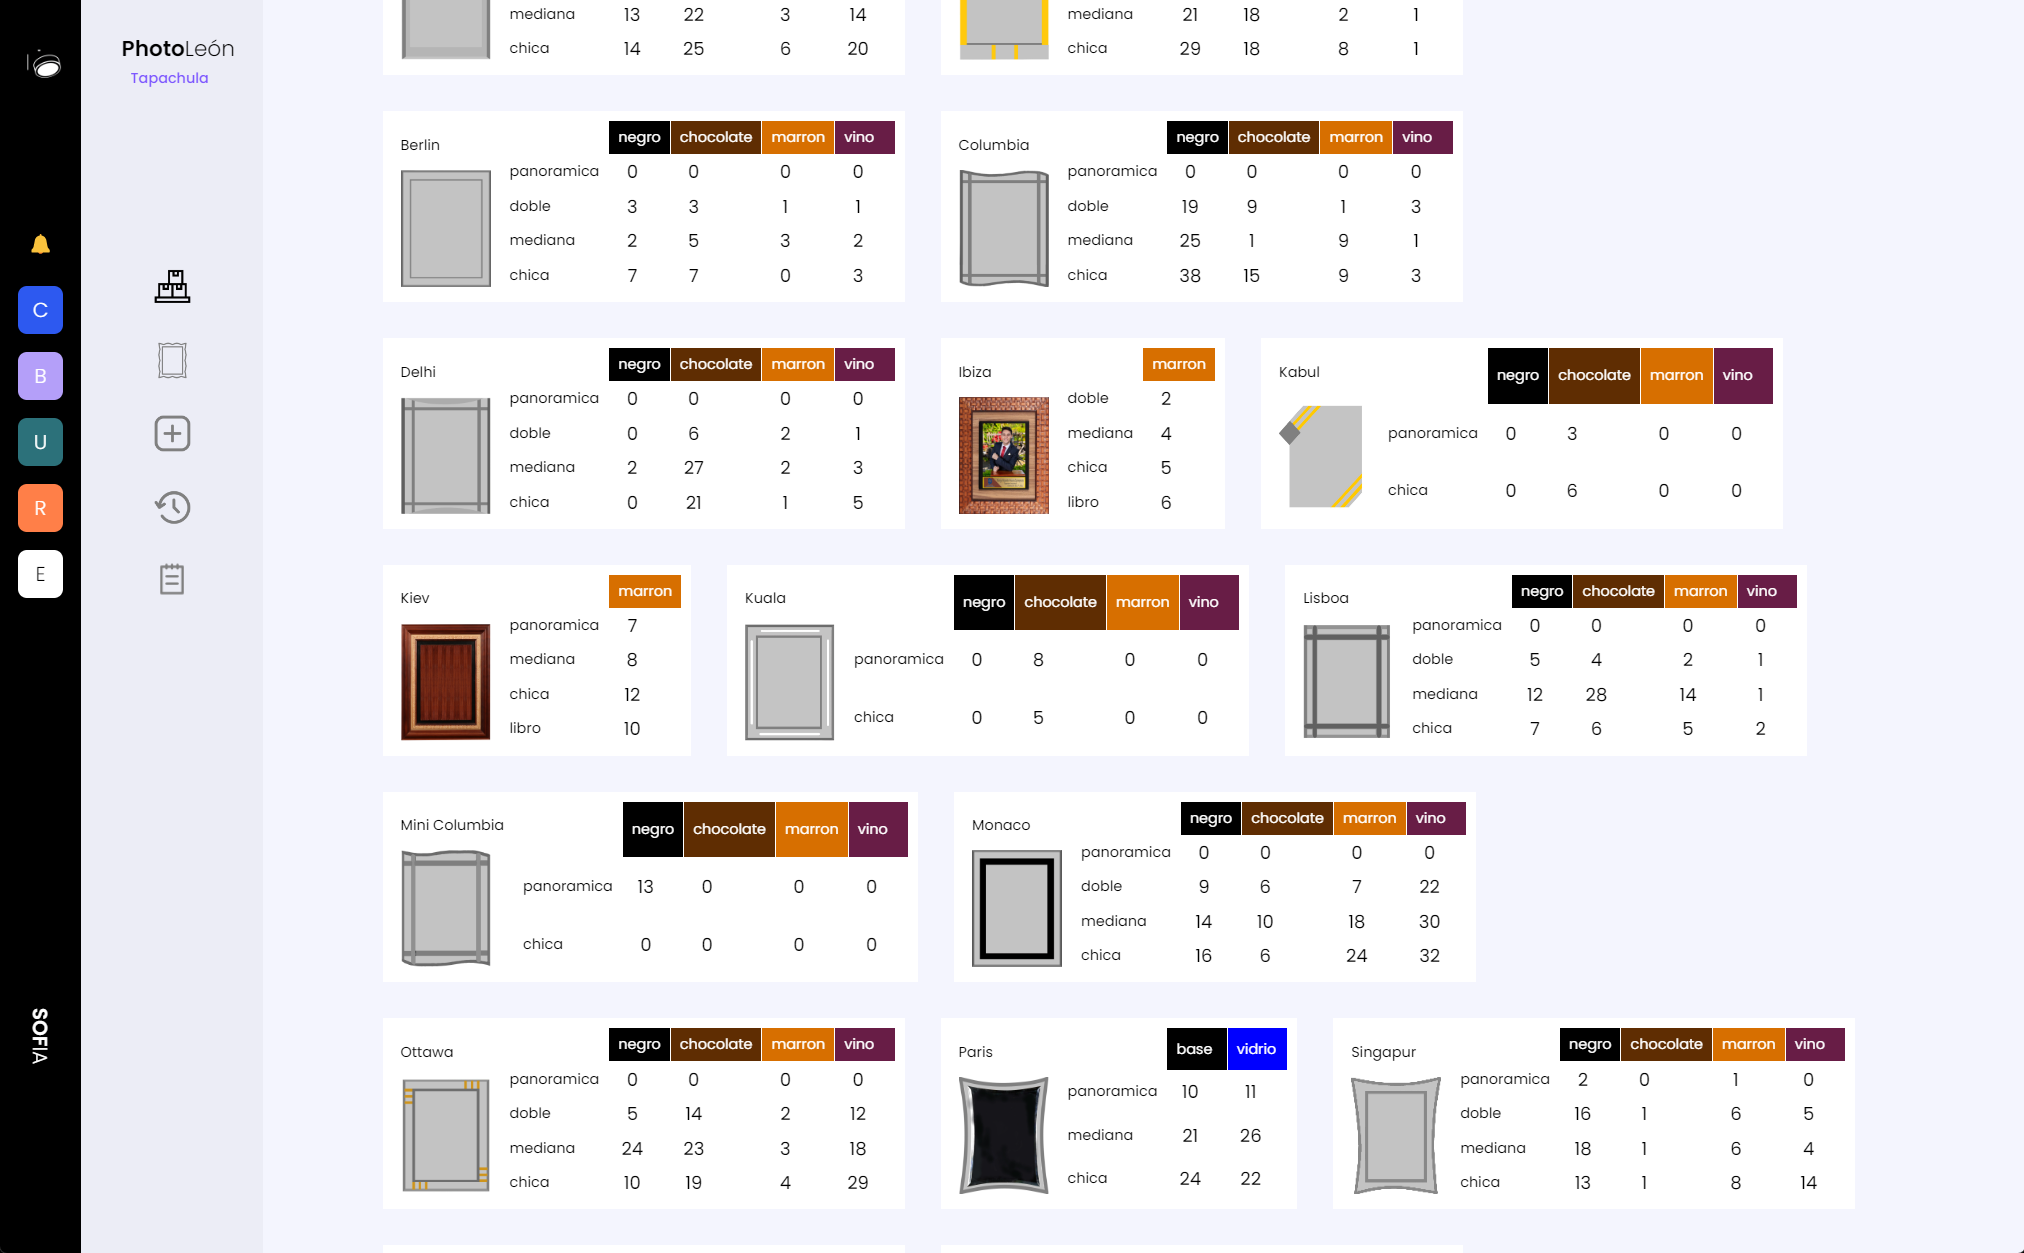 PhotoLeón
Tapachula
C
B
U
R
E
SOFIA
mediana 13 22 3 14
chica 14 25 6 20
mediana 21 18 2 1
chica 29 18 8 1
Berlin negro chocolate marron vino
panoramica 0 0 0 0
doble 3 3 1 1
mediana 2 5 3 2
chica 7 7 0 3
Columbia negro chocolate marron vino
panoramica 0 0 0 0
doble 19 9 1 3
mediana 25 1 9 1
chica 38 15 9 3
Delhi negro chocolate marron vino
panoramica 0 0 0 0
doble 0 6 2 1
mediana 2 27 2 3
chica 0 21 1 5
Ibiza marron
doble 2
mediana 4
chica 5
libro 6
Kabul negro chocolate marron vino
panoramica 0 3 0 0
chica 0 6 0 0
Kiev marron
panoramica 7
mediana 8
chica 12
libro 10
Kuala negro chocolate marron vino
panoramica 0 8 0 0
chica 0 5 0 0
Lisboa negro chocolate marron vino
panoramica 0 0 0 0
doble 5 4 2 1
mediana 12 28 14 1
chica 7 6 5 2
Mini Columbia negro chocolate marron vino
panoramica 13 0 0 0
chica 0 0 0 0
Monaco negro chocolate marron vino
panoramica 0 0 0 0
doble 9 6 7 22
mediana 14 10 18 30
chica 16 6 24 32
Ottawa negro chocolate marron vino
panoramica 0 0 0 0
doble 5 14 2 12
mediana 24 23 3 18
chica 10 19 4 29
Paris base vidrio
panoramica 10 11
mediana 21 26
chica 24 22
Singapur negro chocolate marron vino
panoramica 2 0 1 0
doble 16 1 6 5
mediana 18 1 6 4
chica 13 1 8 14